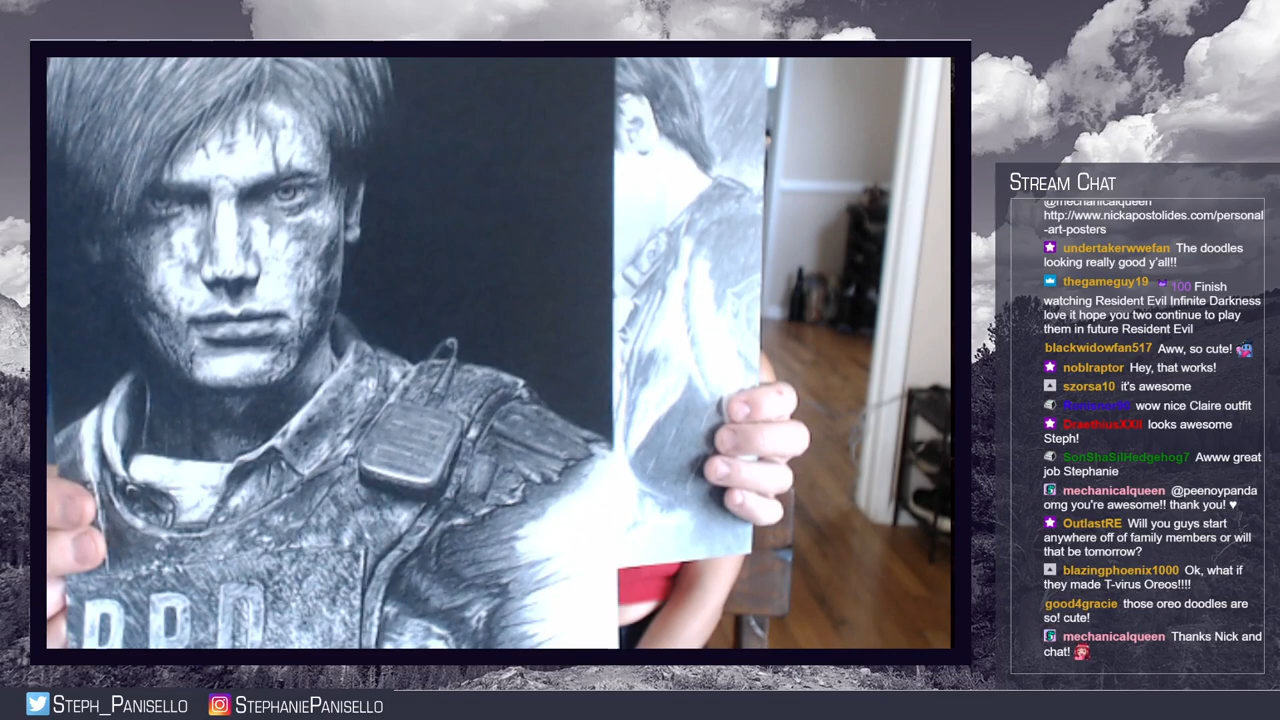 RPD
STREAM CHAT
@mechanicalqueen
http://www.nickapostolides.com/personal
-art-posters
undertakerwwefan The doodles
looking really good y'all!!
thegameguy19 100 Finish
watching Resident Evil Infinite Darkness
love it hope you two continue to play
them in future Resident Evil
blackwidowfan517 Aww, so cute!
noblraptor Hey, that works!
szorsa10 it's awesome
wow nice Claire outfit
DraethiusXXII looks awesome
Steph!
SonShaSilHedgehog7 Awww great
job Stephanie
mechanicalqueen @peenoypanda
omg you're awesome!! thank you! ♥
OutlastRE Will you guys start
anywhere off of family members or will
that be tomorrow?
blazingphoenix1000 Ok, what if
they made T-virus Oreos!!!!
good4gracie those oreo doodles are
so! cute!
mechanicalqueen Thanks Nick and
chat!
STEPH_PANISELLO
STEPHANIEPANISELLO